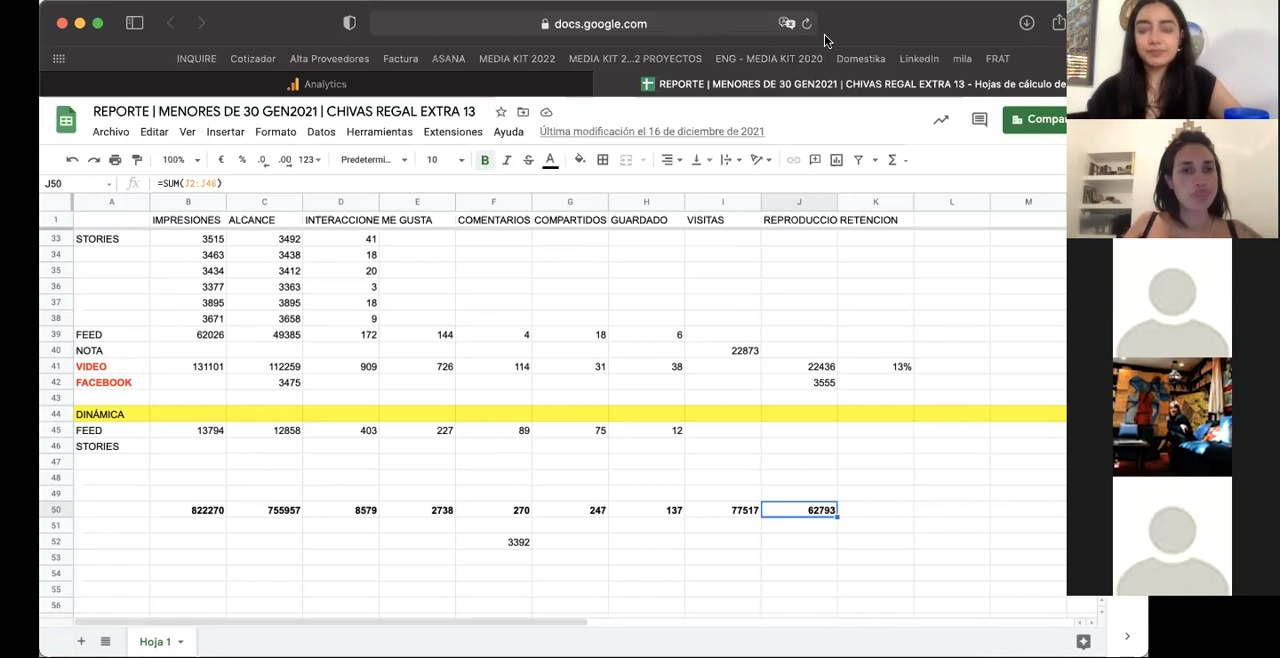 docs.google.com
INQUIRE Cotizador Alta Proveedores Factura ASANA MEDIA KIT 2022 MEDIA KIT 2...2 PROYECTOS ENG - MEDIA KIT 2020 Domestika LinkedIn mila FRAT
Analytics REPORTE | MENORES DE 30 GEN2021 | CHIVAS REGAL EXTRA 13 - Hojas de cálculo de
REPORTE | MENORES DE 30 GEN2021 | CHIVAS REGAL EXTRA 13
Compar
Archivo Editar Ver Insertar Formato Datos Herramientas Extensiones Ayuda Última modificación el 16 de diciembre de 2021
100% € % .0 .00 123 Predetermi... 10 B I S A Σ
J50 fx =SUM(J2:J48)
A B C D E F G H I J K L M
1 IMPRESIONES ALCANCE INTERACCIONE ME GUSTA COMENTARIOS COMPARTIDOS GUARDADO VISITAS REPRODUCCIO RETENCION
33 STORIES 3515 3492 41
34 3463 3438 18
35 3434 3412 20
36 3377 3363 3
37 3895 3895 18
38 3671 3658 9
39 FEED 62026 49385 172 144 4 18 6
40 NOTA 22873
41 VIDEO 131101 112259 909 726 114 31 38 22436 13%
42 FACEBOOK 3475 3555
43
44 DINÁMICA
45 FEED 13794 12858 403 227 89 75 12
46 STORIES
47
48
49
50 822270 755957 8579 2738 270 247 137 77517 62793
51
52 3392
53
54
55
56
Hoja 1